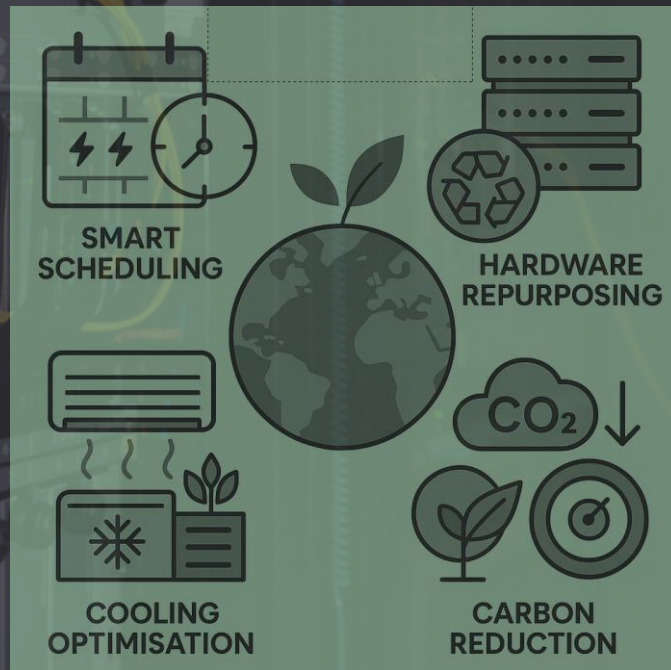 SMART
SCHEDULING
HARDWARE
REPURPOSING
CO₂
COOLING
OPTIMISATION
CARBON
REDUCTION